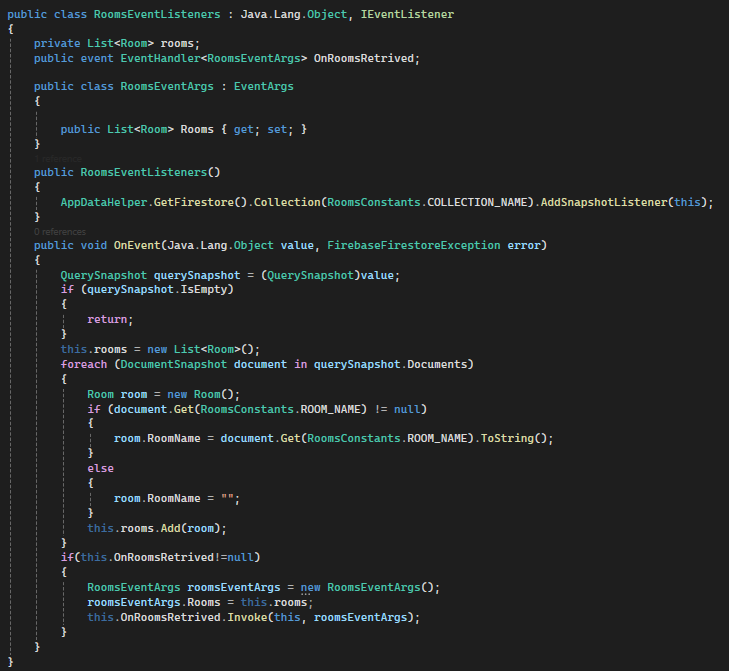 public class RoomsEventListeners : Java.Lang.Object, IEventListener
{
private List<Room> rooms;
public event EventHandler<RoomsEventArgs> OnRoomsRetrived;
public class RoomsEventArgs : EventArgs
{
public List<Room> Rooms { get; set; }
}
1 reference
public RoomsEventListeners()
{
AppDataHelper.GetFirestore().Collection(RoomsConstants.COLLECTION_NAME).AddSnapshotListener(this);
}
0 references
public void OnEvent(Java.Lang.Object value, FirebaseFirestoreException error)
{
QuerySnapshot querySnapshot = (QuerySnapshot)value;
if (querySnapshot.IsEmpty)
{
return;
}
this.rooms = new List<Room>();
foreach (DocumentSnapshot document in querySnapshot.Documents)
{
Room room = new Room();
if (document.Get(RoomsConstants.ROOM_NAME) != null)
{
room.RoomName = document.Get(RoomsConstants.ROOM_NAME).ToString();
}
else
{
room.RoomName = "";
}
this.rooms.Add(room);
}
if(this.OnRoomsRetrived!=null)
{
RoomsEventArgs roomsEventArgs = new RoomsEventArgs();
roomsEventArgs.Rooms = this.rooms;
this.OnRoomsRetrived.Invoke(this, roomsEventArgs);
}
}
}